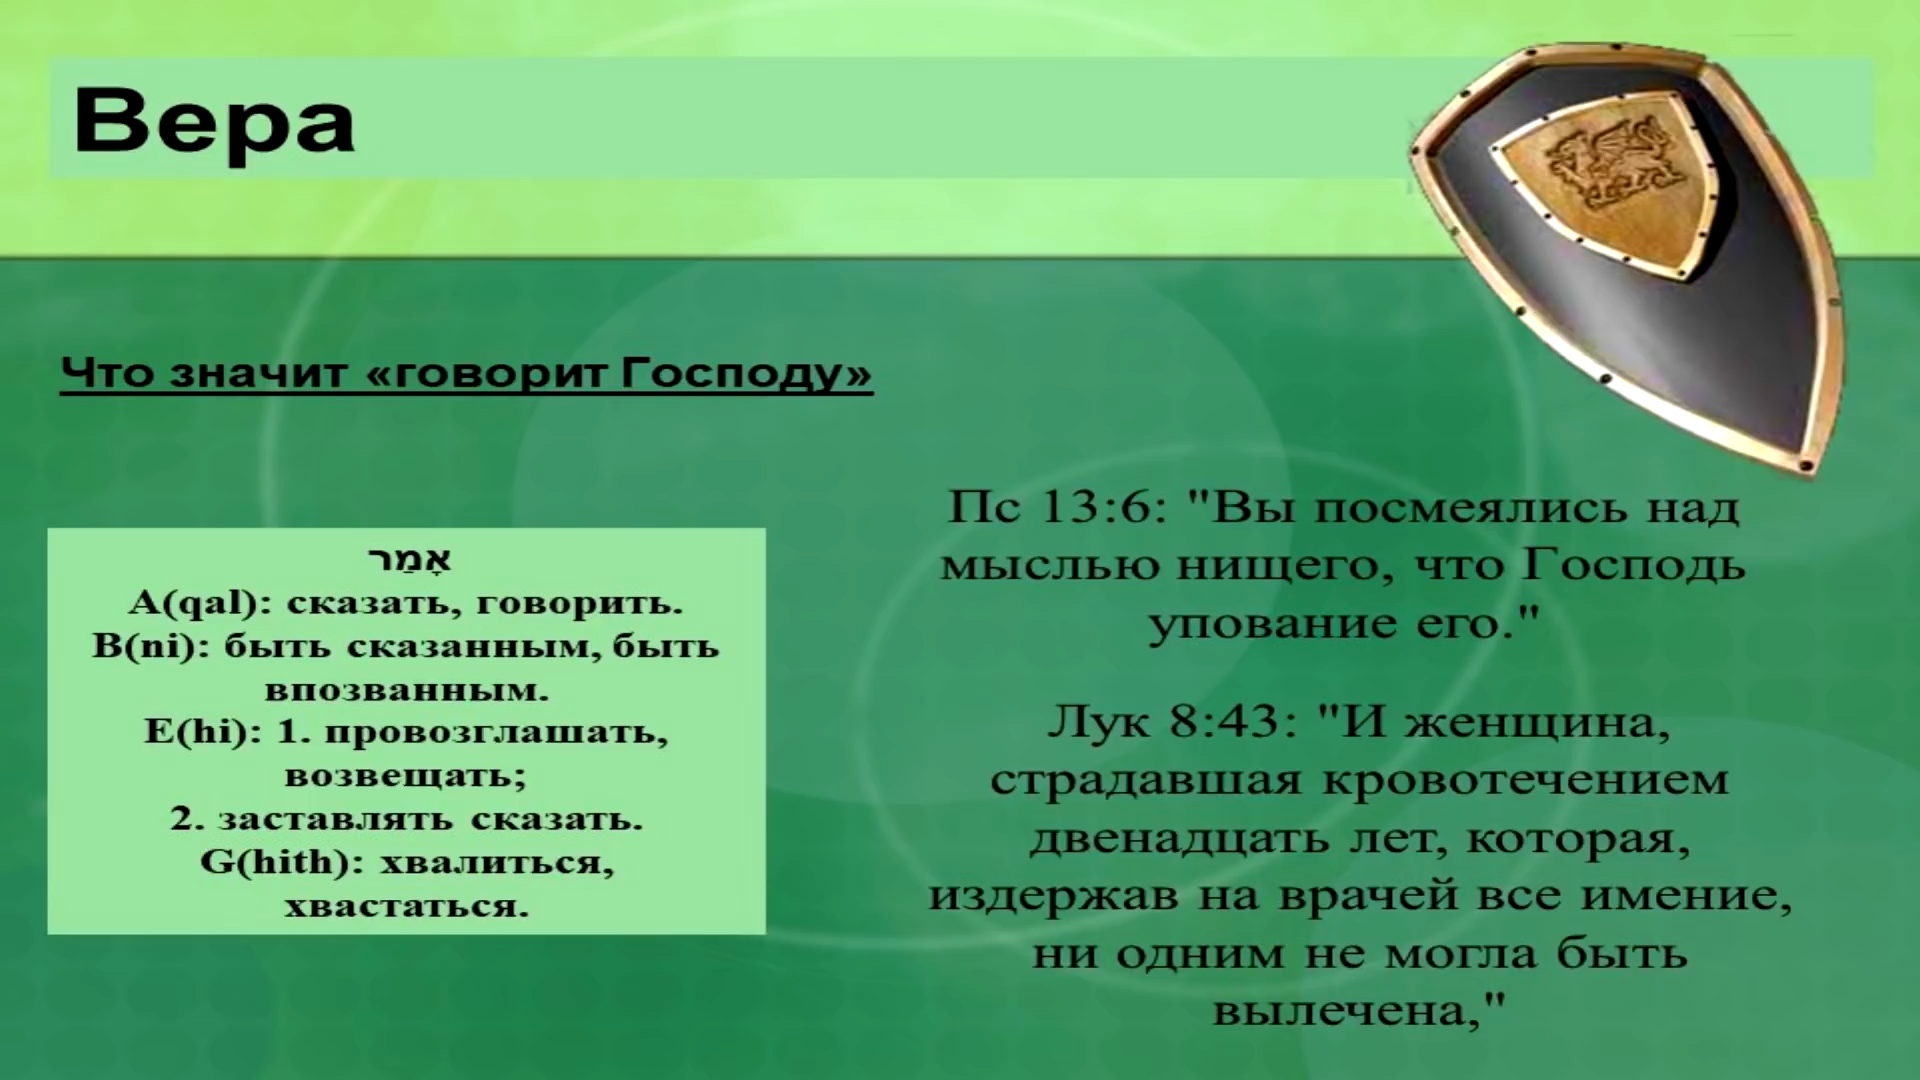 Вера
Что значит «говорит Господу»
אָמַר
A(qal): сказать, говорить.
B(ni): быть сказанным, быть
впозванным.
E(hi): 1. провозглашать,
возвещать;
2. заставлять сказать.
G(hith): хвалиться,
хвастаться.
Пс 13:6: "Вы посмеялись над
мыслью нищего, что Господь
упование его."
Лук 8:43: "И женщина,
страдавшая кровотечением
двенадцать лет, которая,
издержав на врачей все имение,
ни одним не могла быть
вылечена,"